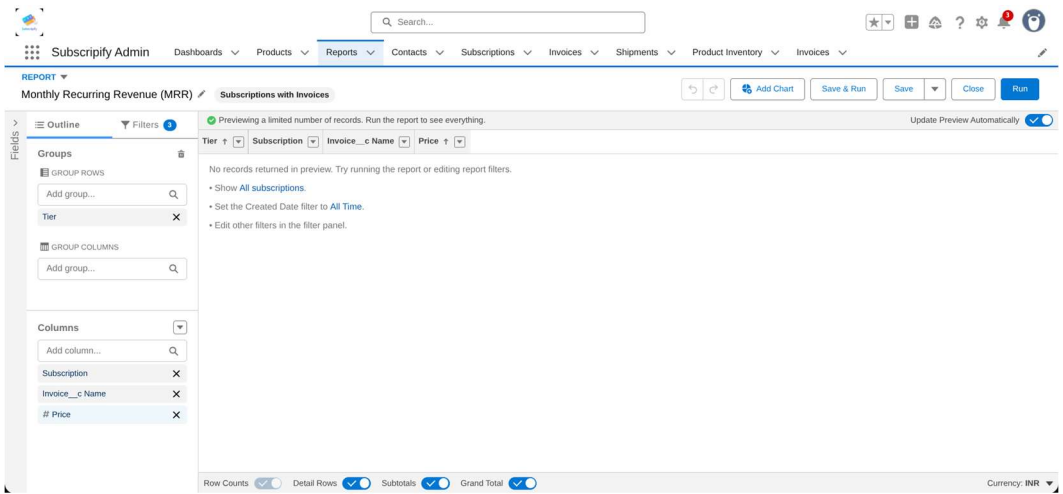 Search...
3
Subscripify Admin
Dashboards Products Reports Contacts Subscriptions Invoices Shipments Product Inventory Invoices
REPORT
Monthly Recurring Revenue (MRR) Subscriptions with Invoices
Add Chart Save & Run Save Close Run
Fields
Outline Filters 3
Previewing a limited number of records. Run the report to see everything. Update Preview Automatically
Tier ↑ Subscription Invoice__c Name Price ↑
Groups
GROUP ROWS
Add group...
Tier
GROUP COLUMNS
Add group...
No records returned in preview. Try running the report or editing report filters.
• Show All subscriptions.
• Set the Created Date filter to All Time.
• Edit other filters in the filter panel.
Columns
Add column...
Subscription
Invoice__c Name
# Price
Row Counts Detail Rows Subtotals Grand Total Currency: INR